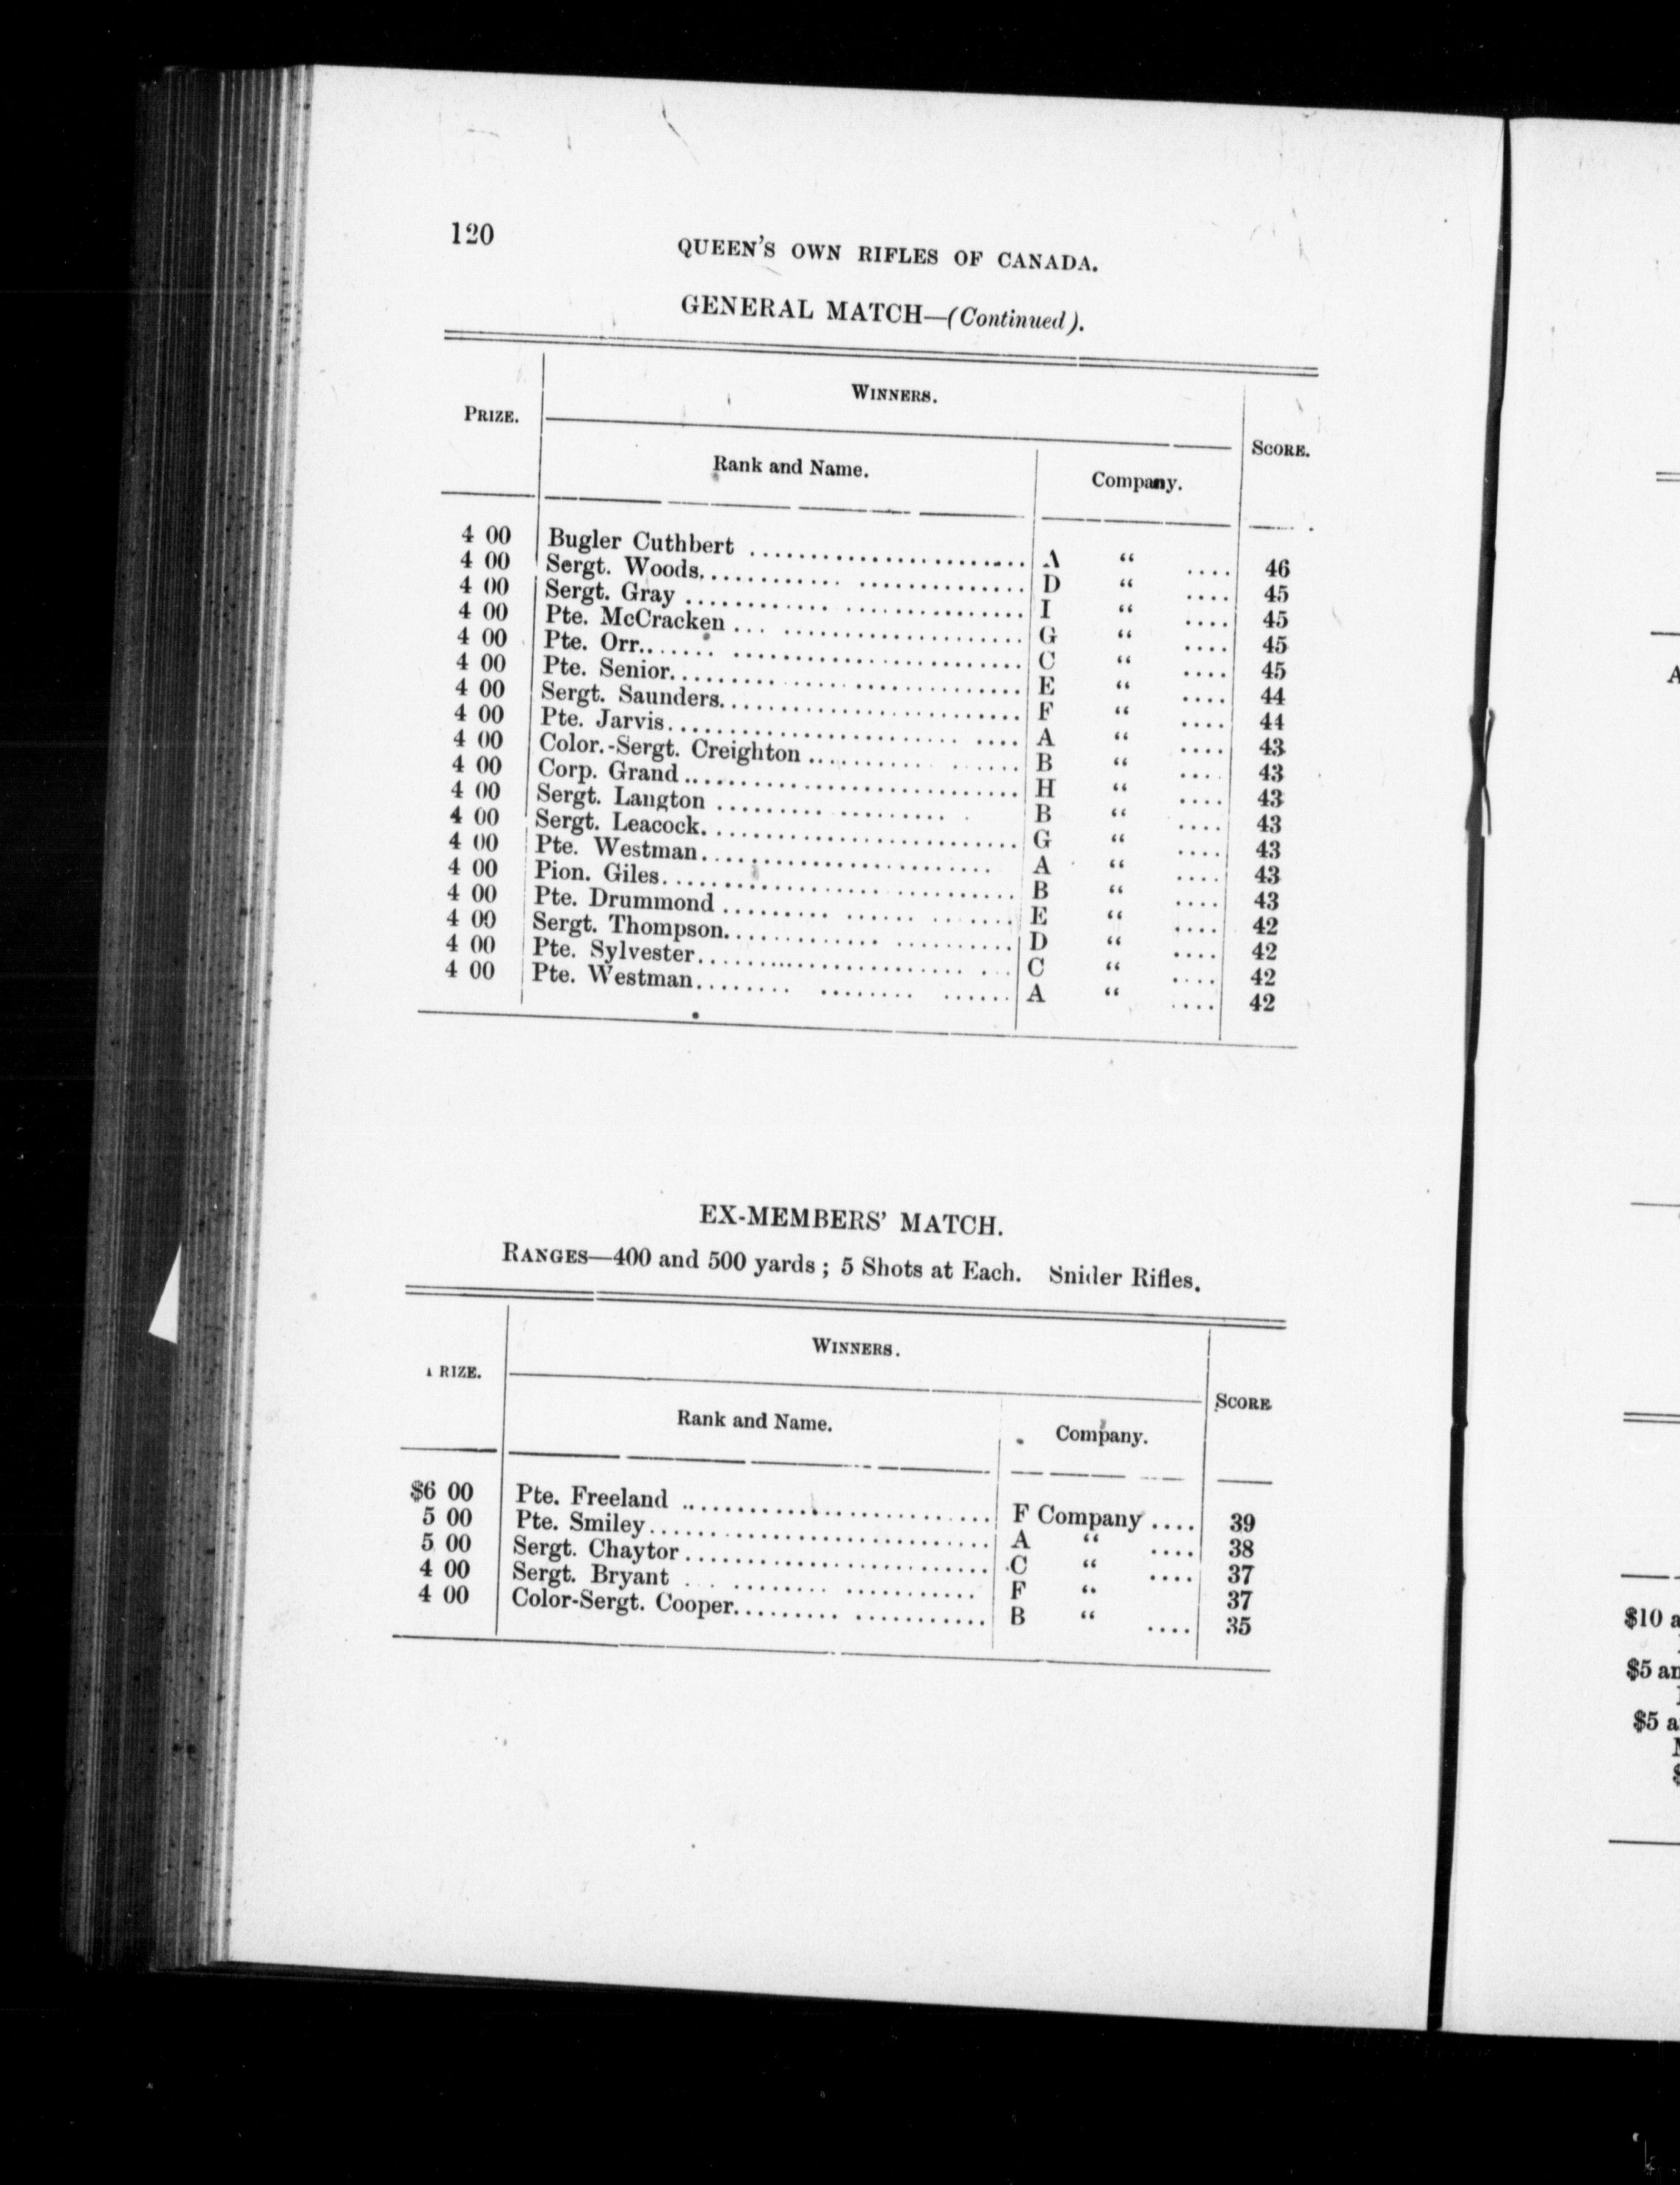 120
QUEEN'S OWN RIFLES OF CANADA.
GENERAL MATCH—(Continued).
WINNERS.
PRIZE.
SCORE.
Rank and Name.
Company.
4 00 Bugler Cuthbert ........................ A " .... 46
4 00 Sergt. Woods........................ D " .... 45
4 00 Sergt. Gray ........................ I " .... 45
4 00 Pte. McCracken ........................ G " .... 45
4 00 Pte. Orr........................ C " .... 45
4 00 Pte. Senior........................ E " .... 44
4 00 Sergt. Saunders........................ F " .... 44
4 00 Pte. Jarvis........................ A " .... 43
4 00 Color.-Sergt. Creighton .................. B " .... 43
4 00 Corp. Grand ........................ H " .... 43
4 00 Sergt. Langton .................. B " .... 43
4 00 Sergt. Leacock........................ G " .... 43
4 00 Pte. Westman........................ A " .... 43
4 00 Pion. Giles........................ B " .... 43
4 00 Pte. Drummond ........................ E " .... 42
4 00 Sergt. Thompson........................ D " .... 42
4 00 Pte. Sylvester........................ C " .... 42
4 00 Pte. Westman........................ A " .... 42
EX-MEMBERS' MATCH.
RANGES—400 and 500 yards; 5 Shots at Each. Snider Rifles.
WINNERS.
RIZE.
SCORE
Rank and Name.
Company.
$6 00 Pte. Freeland ........................ F Company .... 39
5 00 Pte. Smiley........................ A " .... 38
5 00 Sergt. Chaytor........................ C " .... 37
4 00 Sergt. Bryant .................. F " 37
4 00 Color-Sergt. Cooper.................. B " .... 35
A
$10 a
$5 an
$5 a